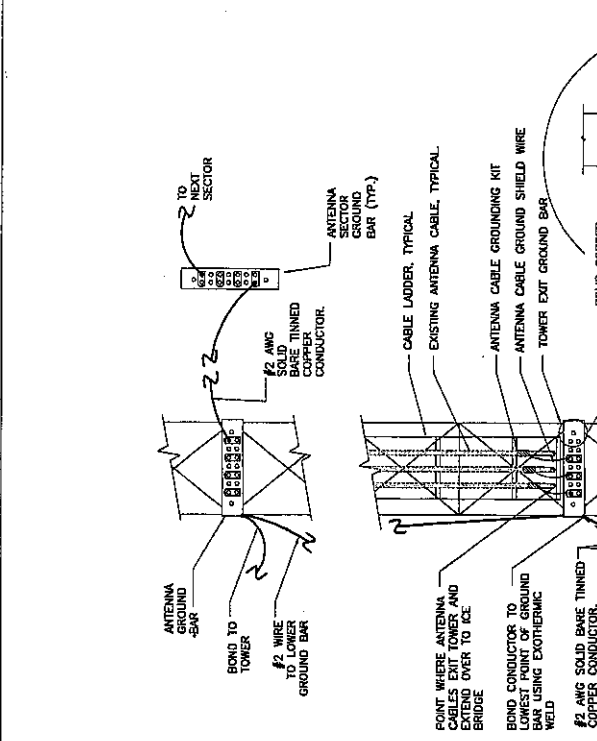 TO
NEXT
SECTOR
ANTENNA
SECTOR
GROUND
BAR (TYP.)
#2 AWG
SOLID
BARE TINNED
COPPER
CONDUCTOR.
ANTENNA
GROUND
BAR
BOND TO
TOWER
#2 WIRE
TO LOWER
GROUND BAR
CABLE LADDER, TYPICAL
EXISTING ANTENNA CABLE, TYPICAL.
ANTENNA CABLE GROUNDING KIT
ANTENNA CABLE GROUND SHIELD WIRE
TOWER EXIT GROUND BAR
POINT WHERE ANTENNA
CABLES EXIT TOWER AND
EXTEND OVER TO ICE
BRIDGE
BOND CONDUCTOR TO
LOWEST POINT OF GROUND
BAR USING EXOTHERMIC
WELD
#2 AWG SOLID BARE TINNED
COPPER CONDUCTOR.